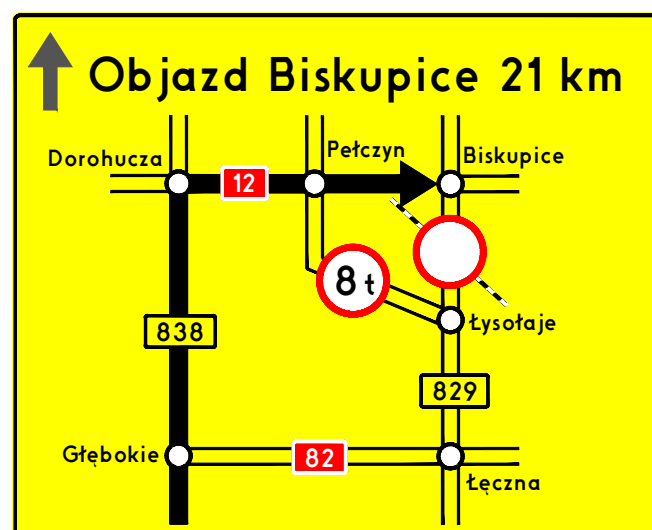 Objazd Biskupice 21 km
Pełczyn
Dorohucza
Biskupice
12
8 t
Łysołaje
838
829
Głębokie
82
Łęczna